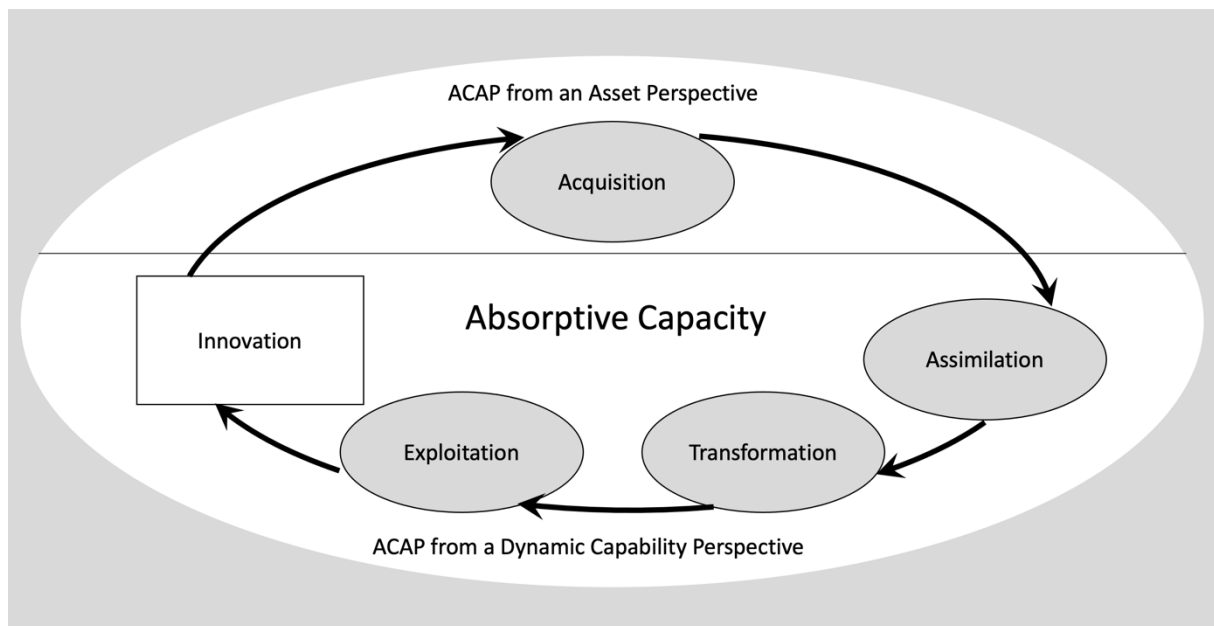 ACAP from an Asset Perspective
Acquisition
Absorptive Capacity
Innovation
Assimilation
Exploitation
Transformation
ACAP from a Dynamic Capability Perspective